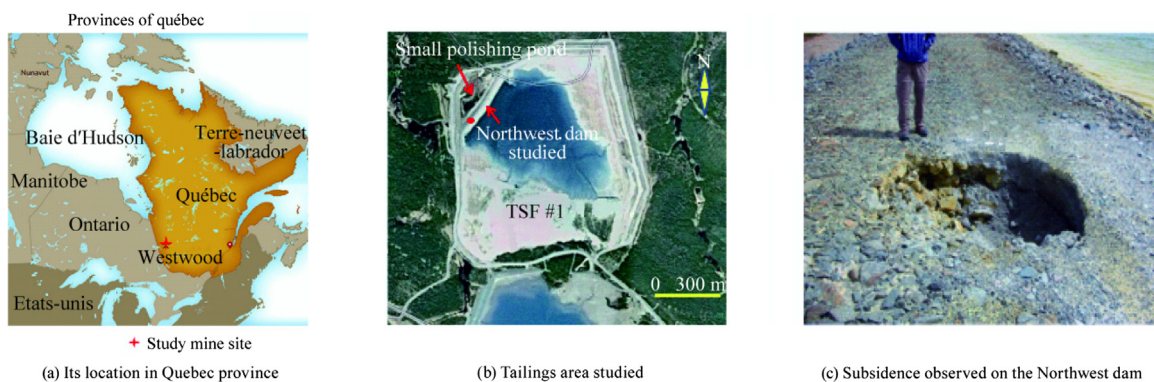 Provinces of québec
Nunavut
Baie d'Hudson
Terre-neuveet
-labrador
Manitobe
Québec
Ontario
Westwood
Etats-unis
Study mine site
(a) Its location in Quebec province
Small polishing pond
N
Northwest dam
studied
TSF #1
0 300 m
(b) Tailings area studied
(c) Subsidence observed on the Northwest dam